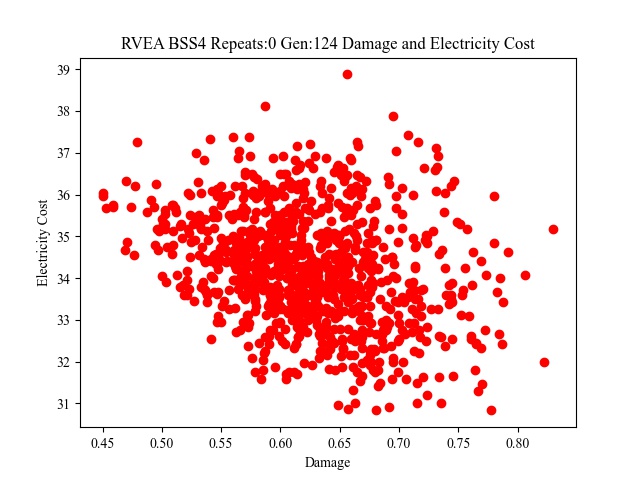 RVEA BSS4 Repeats:0 Gen:124 Damage and Electricity Cost
39
38
37
36
35
34
33
32
31
Electricity Cost
0.45 0.50 0.55 0.60 0.65 0.70 0.75 0.80
Damage